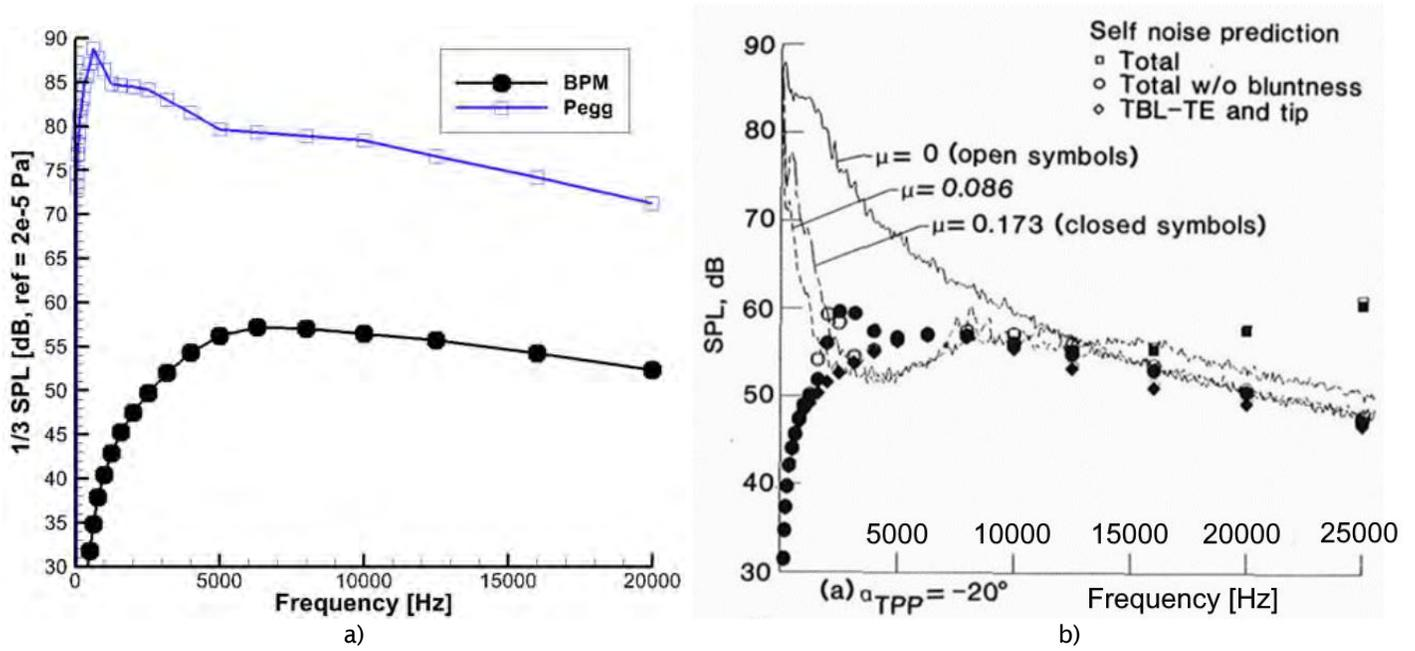 90
85
80
75
70
65
60
55
50
45
40
35
30
1/3 SPL [dB, ref = 2e-5 Pa]
BPM
Pegg
0 5000 10000 15000 20000
Frequency [Hz]
a)
90
80
70
60
50
40
30
SPL, dB
Self noise prediction
Total
Total w/o bluntness
TBL-TE and tip
μ= 0 (open symbols)
μ= 0.086
μ= 0.173 (closed symbols)
5000 10000 15000 20000 25000
(a) αTPP = -20°
Frequency [Hz]
b)